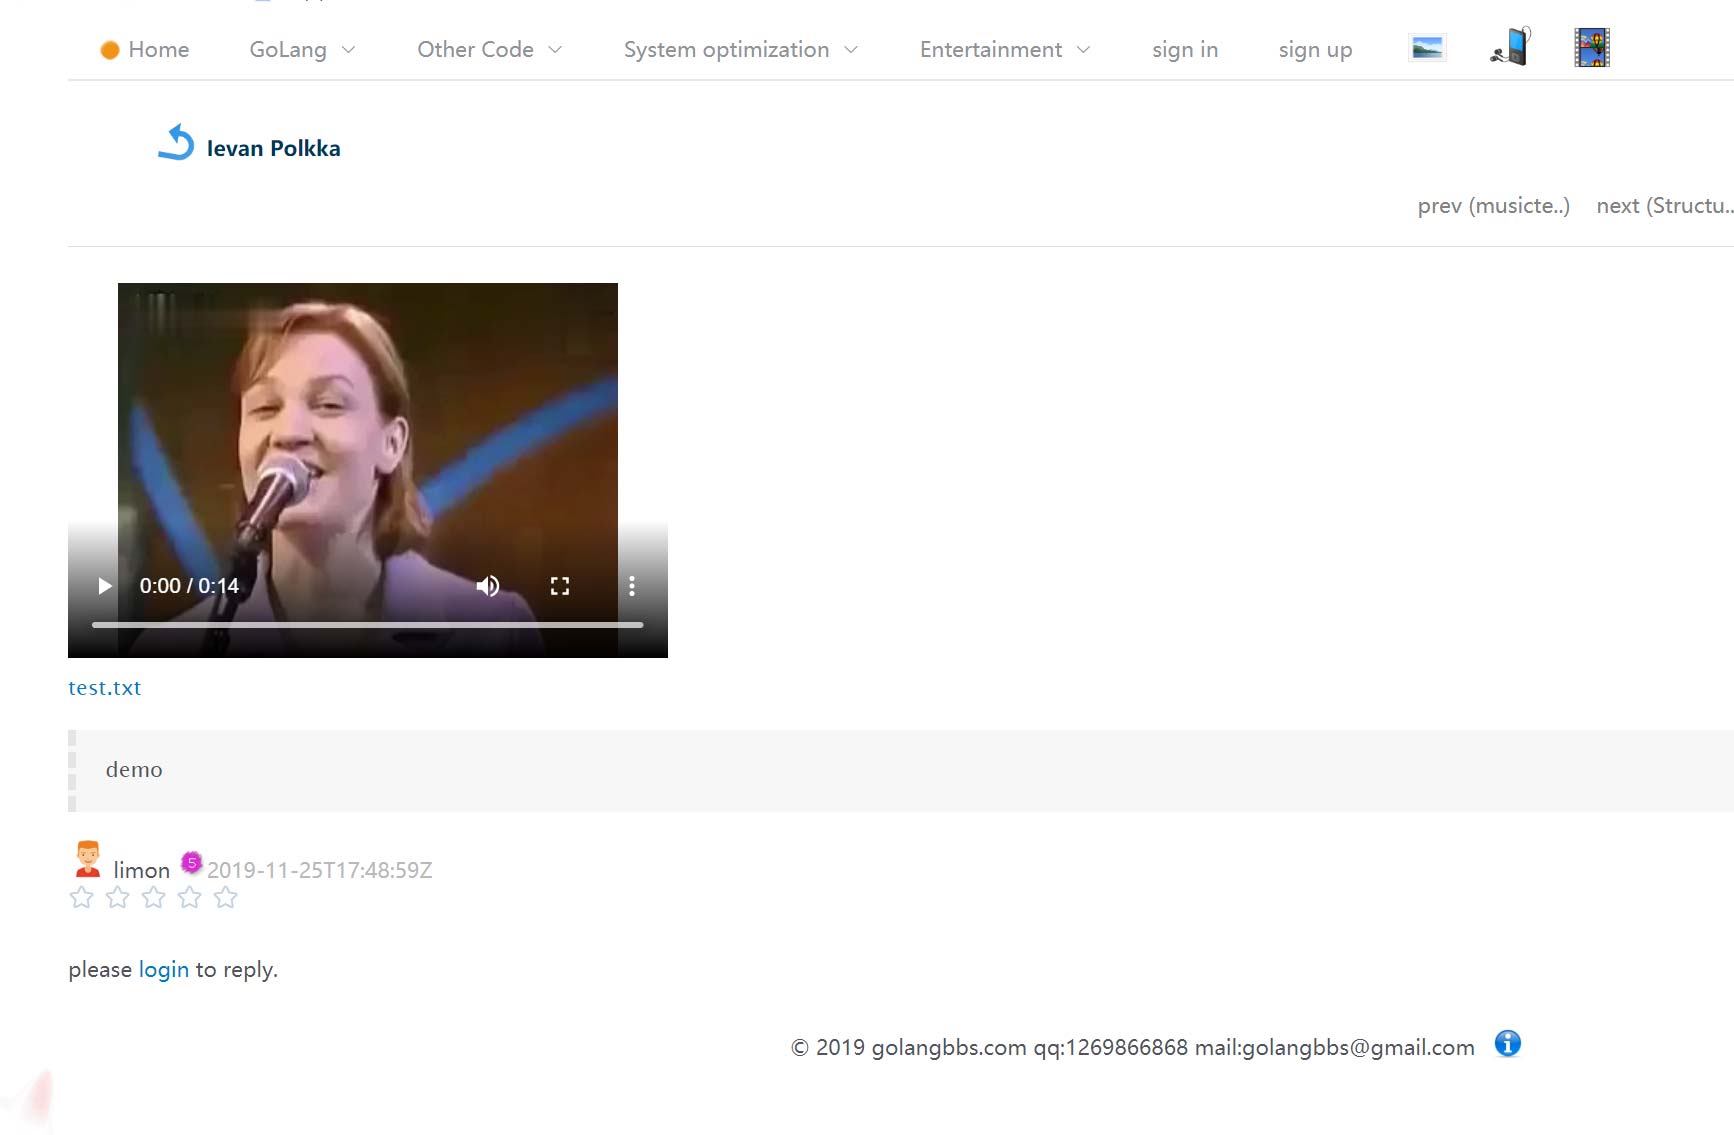 Home GoLang Other Code System optimization Entertainment sign in sign up
Ievan Polkka
prev (musicte..) next (Structu..
0:00 / 0:14
test.txt
demo
limon 5 2019-11-25T17:48:59Z
please login to reply.
© 2019 golangbbs.com qq:1269866868 mail:golangbbs@gmail.com